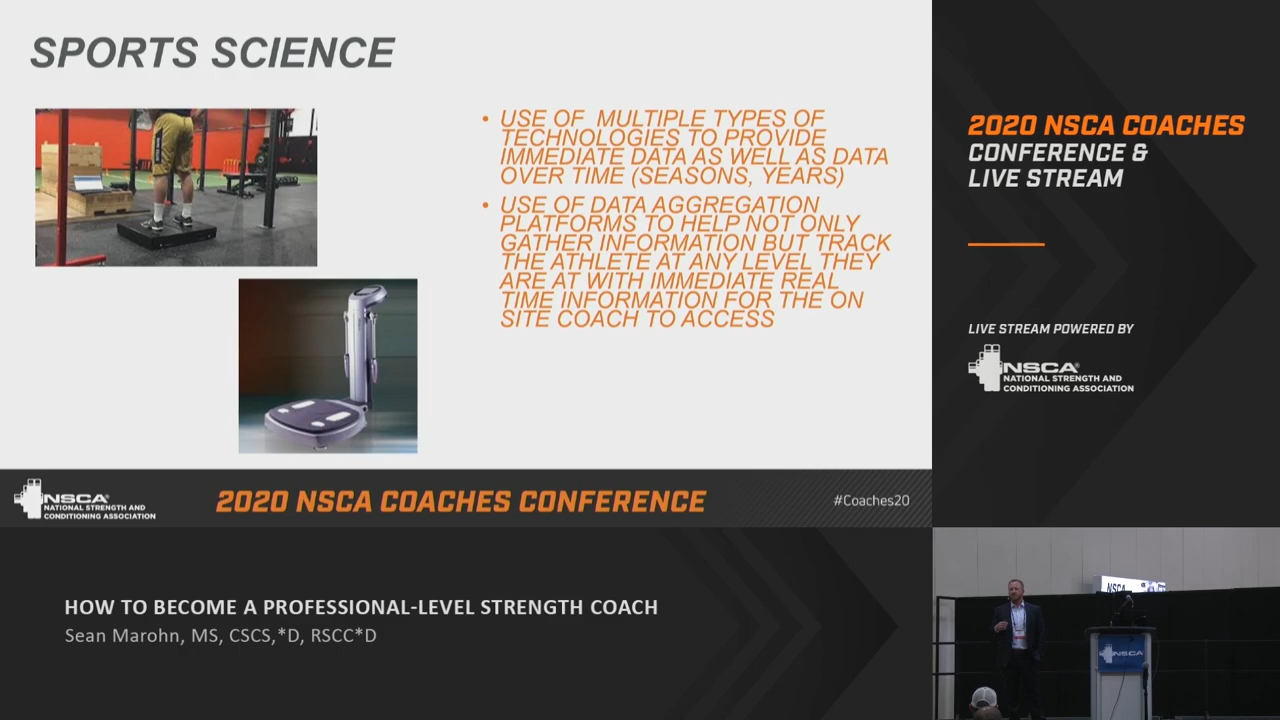 SPORTS SCIENCE
• USE OF MULTIPLE TYPES OF
TECHNOLOGIES TO PROVIDE
IMMEDIATE DATA AS WELL AS DATA
OVER TIME (SEASONS, YEARS)
• USE OF DATA AGGREGATION
PLATFORMS TO HELP NOT ONLY
GATHER INFORMATION BUT TRACK
THE ATHLETE AT ANY LEVEL THEY
ARE AT WITH IMMEDIATE REAL
TIME INFORMATION FOR THE ON
SITE COACH TO ACCESS
NSCA®
NATIONAL STRENGTH AND
CONDITIONING ASSOCIATION
2020 NSCA COACHES CONFERENCE
#Coaches20
2020 NSCA COACHES
CONFERENCE &
LIVE STREAM
LIVE STREAM POWERED BY
NSCA®
NATIONAL STRENGTH AND
CONDITIONING ASSOCIATION
HOW TO BECOME A PROFESSIONAL-LEVEL STRENGTH COACH
Sean Marohn, MS, CSCS,*D, RSCC*D
NSCA
NSCA